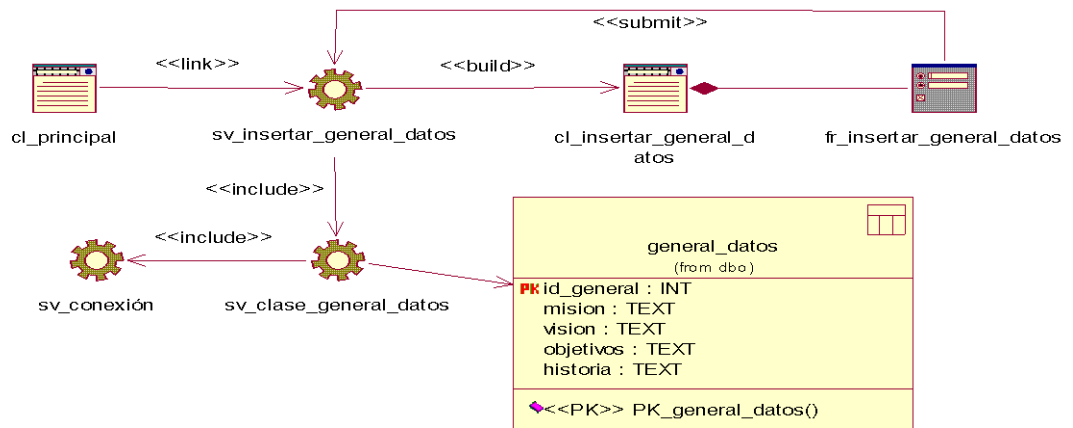 <<submit>>
<<link>>
<<build>>
cl_principal
sv_insertar_general_datos
cl_insertar_general_d
atos
fr_insertar_general_datos
<<include>>
<<include>>
sv_conexión
sv_clase_general_datos
general_datos
(from dbo)
PK id_general : INT
mision : TEXT
vision : TEXT
objetivos : TEXT
historia : TEXT
<<PK>> PK_general_datos()